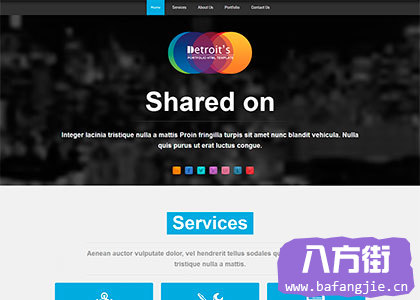 Home Services About Us Portfolio Contact Us
Detroit's
PORTFOLIO HTML TEMPLATE
Shared on
Integer lacinia tristique nulla a mattis Proin fringilla turpis sit amet nunc blandit vehicula. Nulla
quis purus ut erat luctus congue.
Services
Aenean auctor vulputate dolor, vel hendrerit tellus sodales qu
tristique nulla a mattis.
八方街
www.bafangjie.cn